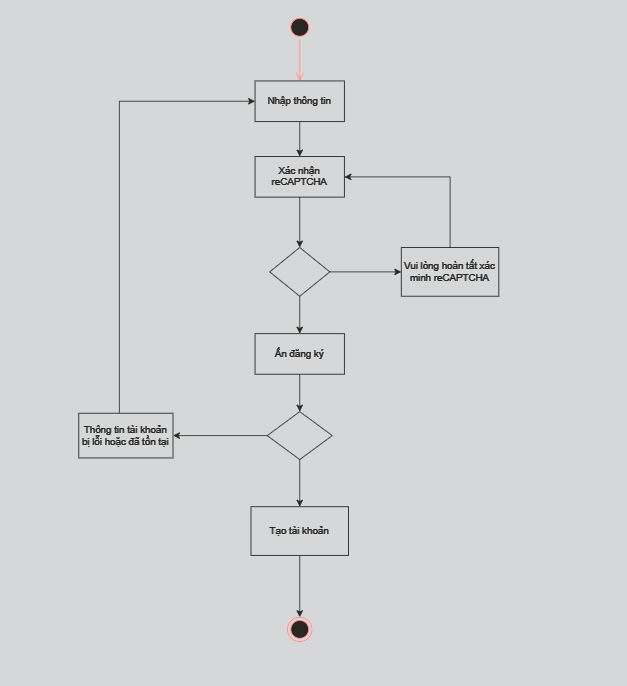 Nhập thông tin
Xác nhận
reCAPTCHA
Vui lòng hoàn tất xác
minh reCAPTCHA
Ấn đăng ký
Thông tin tài khoản
bị lỗi hoặc đã tồn tại
Tạo tài khoản